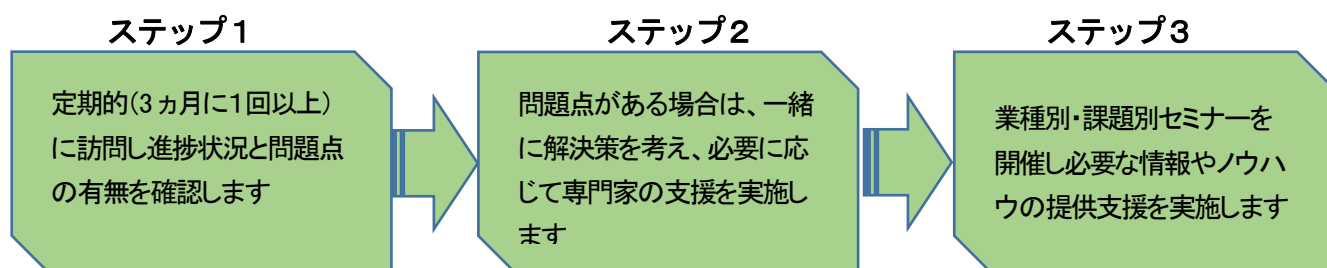 ステップ１
定期的（3ヵ月に１回以上）
に訪問し進捗状況と問題点
の有無を確認します
ステップ２
問題点がある場合は、一緒
に解決策を考え、必要に応
じて専門家の支援を実施し
ます
ステップ３
業種別・課題別セミナーを
開催し必要な情報やノウハ
ウの提供支援を実施します